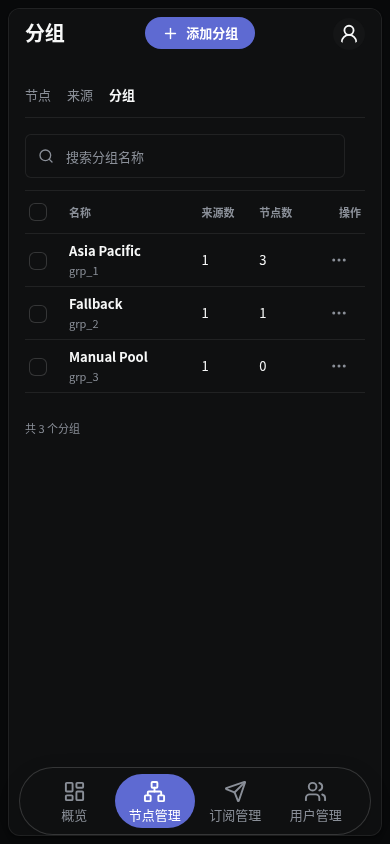 分组
添加分组
节点 来源 分组
搜索分组名称
名称 来源数 节点数 操作
Asia Pacific 1 3
grp_1
Fallback 1 1
grp_2
Manual Pool 1 0
grp_3
共 3 个分组
概览 节点管理 订阅管理 用户管理